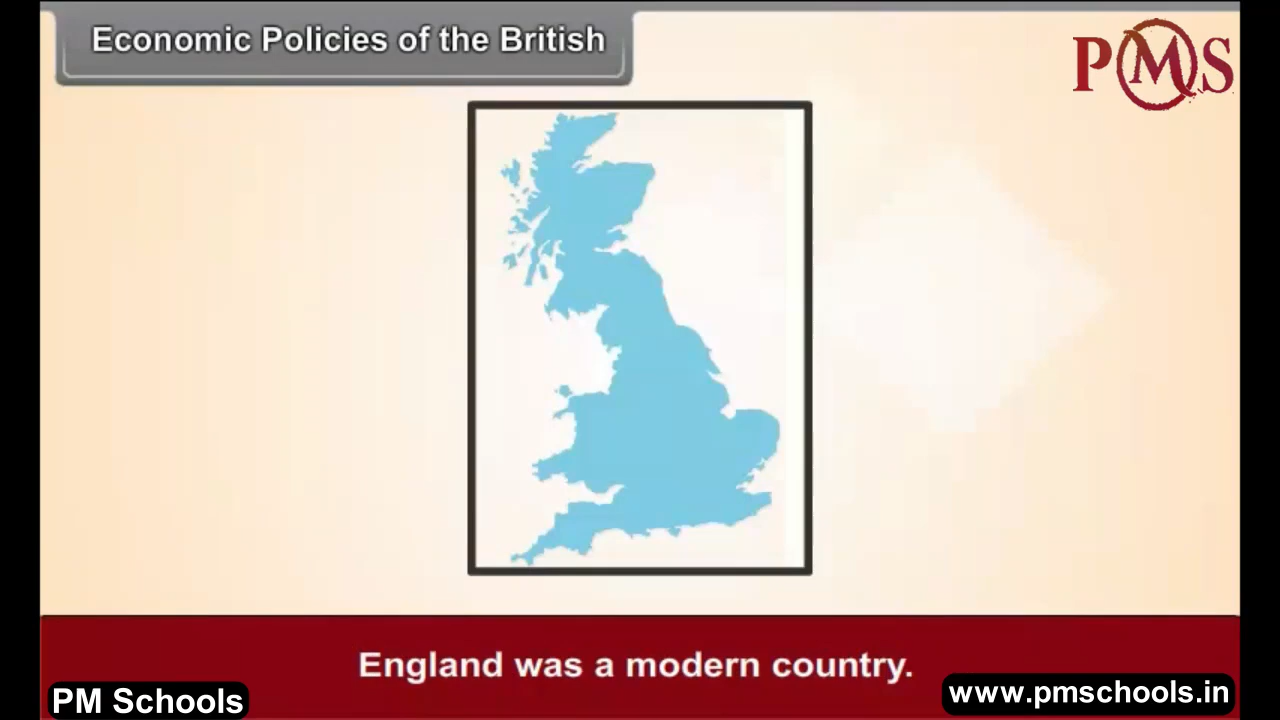 Economic Policies of the British
PMS
England was a modern country.
PM Schools
www.pmschools.in